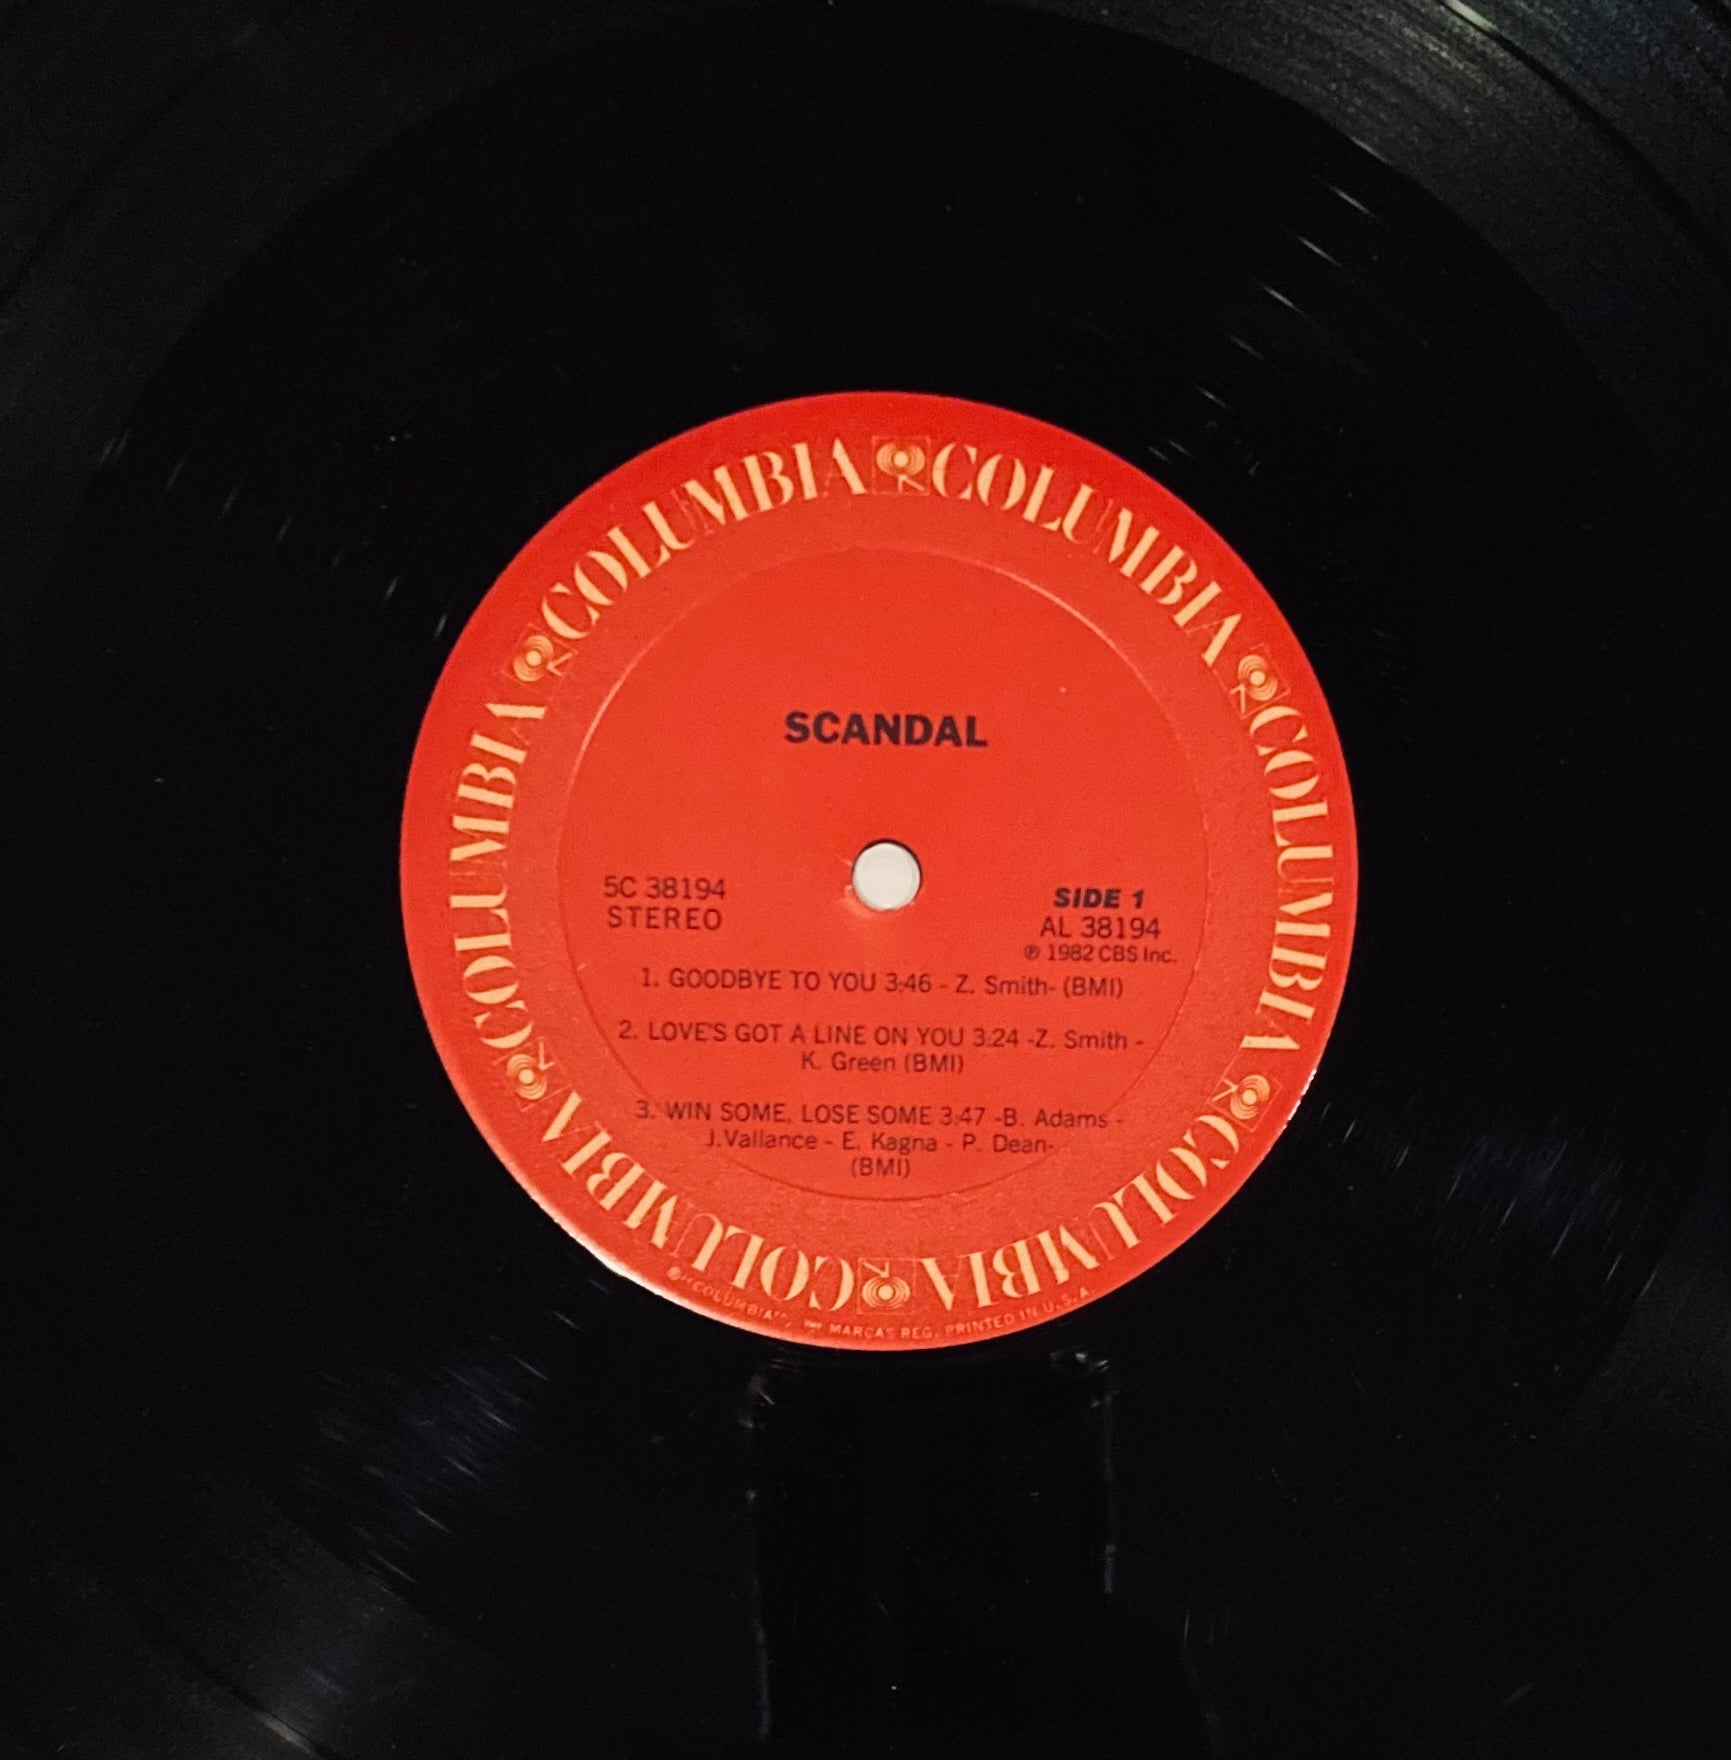 COLUMBIA COLUMBIA COLUMBIA COLUMBIA COLUMBIA COLUMBIA
SCANDAL
5C 38194
STEREO
SIDE 1
AL 38194
℗ 1982 CBS Inc.
1. GOODBYE TO YOU 3:46 - Z. Smith- (BMI)
2. LOVE'S GOT A LINE ON YOU 3:24 -Z. Smith -
K. Green (BMI)
3. WIN SOME, LOSE SOME 3:47 -B. Adams -
J.Vallance - E. Kagna - P. Dean-
(BMI)
"COLUMBIA", MARCAS REG. PRINTED IN U.S.A.